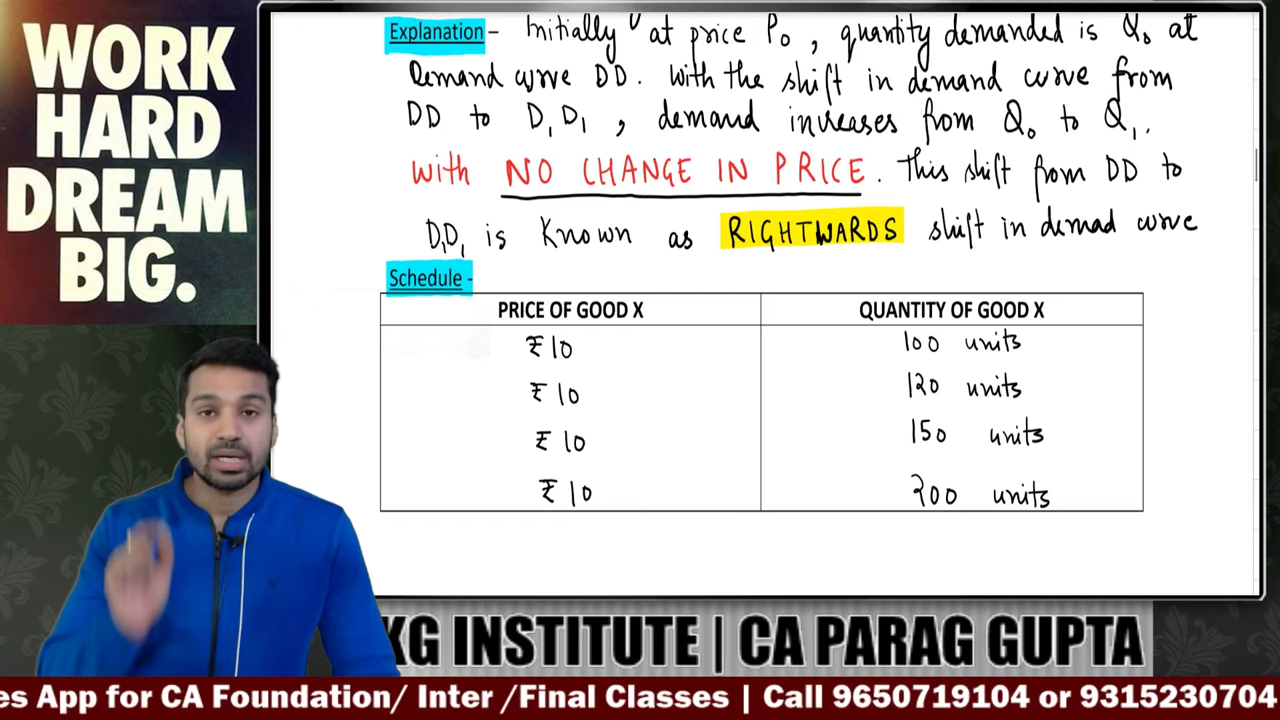 WORK
HARD
DREAM
BIG.
Explanation - Initially at price P₀, quantity demanded is Q₀ at
Demand curve DD. With the shift in demand curve from
DD to D₁D₁, demand increases from Q₀ to Q₁.
with NO CHANGE IN PRICE. This shift from DD to
D₁D₁ is known as RIGHTWARDS shift in demad curve
Schedule -
PRICE OF GOOD X QUANTITY OF GOOD X
₹10 100 units
₹10 120 units
₹10 150 units
₹10 200 units
KG INSTITUTE | CA PARAG GUPTA
es App for CA Foundation/ Inter /Final Classes | Call 9650719104 or 9315230704